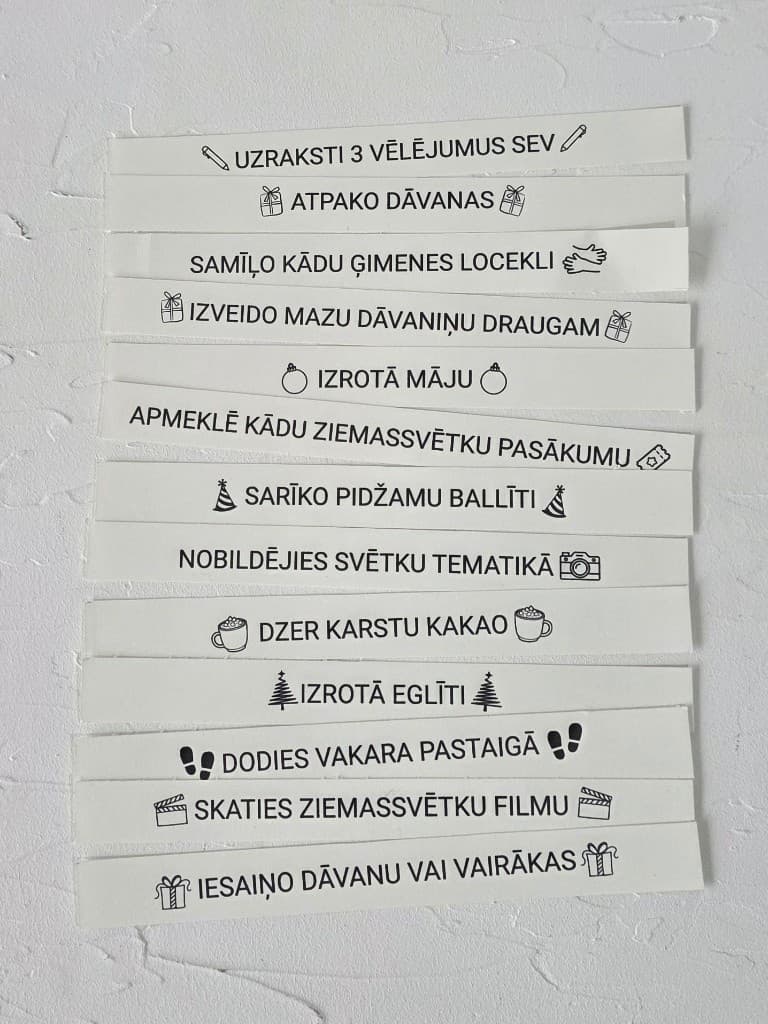 UZRAKSTI 3 VĒLĒJUMUS SEV
ATPAKO DĀVANAS
SAMĪĻO KĀDU ĢIMENES LOCEKLI
IZVEIDO MAZU DĀVANIŅU DRAUGAM
IZROTĀ MĀJU
APMEKLĒ KĀDU ZIEMASSVĒTKU PASĀKUMU
SARĪKO PIDŽAMU BALLĪTI
NOBILDĒJIES SVĒTKU TEMATIKĀ
DZER KARSTU KAKAO
IZROTĀ EGLĪTI
DODIES VAKARA PASTAIGĀ
SKATIES ZIEMASSVĒTKU FILMU
IESAIŅO DĀVANU VAI VAIRĀKAS